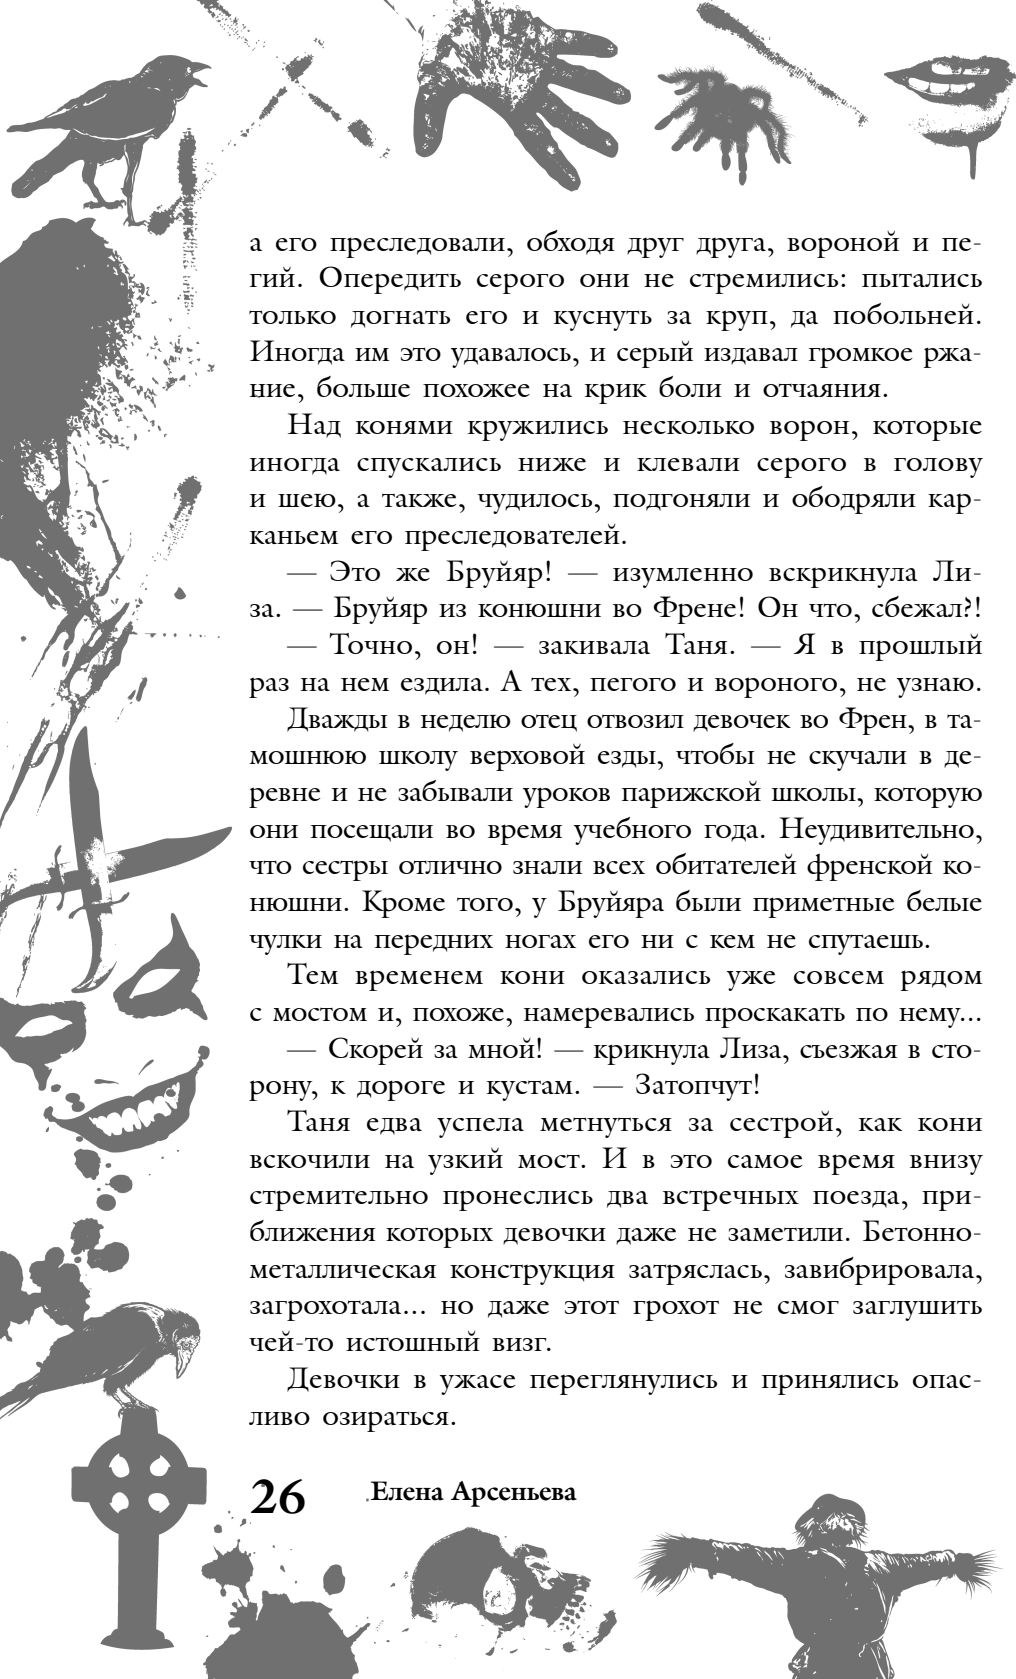 а его преследовали, обходя друг друга, вороной и пе-
гий. Опередить серого они не стремились: пытались
только догнать его и куснуть за круп, да побольней.
Иногда им это удавалось, и серый издавал громкое ржа-
ние, больше похожее на крик боли и отчаяния.
Над конями кружились несколько ворон, которые
иногда спускались ниже и клевали серого в голову
и шею, а также, чудилось, подгоняли и ободряли кар-
каньем его преследователей.
— Это же Бруйяр! — изумленно вскрикнула Ли-
за. — Бруйяр из конюшни во Френе! Он что, сбежал?!
— Точно, он! — закивала Таня. — Я в прошлый
раз на нем ездила. А тех, пегого и вороного, не узнаю.
Дважды в неделю отец отвозил девочек во Френ, в та-
мошнюю школу верховой езды, чтобы не скучали в де-
ревне и не забывали уроков парижской школы, которую
они посещали во время учебного года. Неудивительно,
что сестры отлично знали всех обитателей френской ко-
нюшни. Кроме того, у Бруйяра были приметные белые
чулки на передних ногах его ни с кем не спутаешь.
Тем временем кони оказались уже совсем рядом
с мостом и, похоже, намеревались проскакать по нему...
— Скорей за мной! — крикнула Лиза, съезжая в сто-
рону, к дороге и кустам. — Затопчут!
Таня едва успела метнуться за сестрой, как кони
вскочили на узкий мост. И в это самое время внизу
стремительно пронеслись два встречных поезда, при-
ближения которых девочки даже не заметили. Бетонно-
металлическая конструкция затряслась, завибрировала,
загрохотала... но даже этот грохот не смог заглушить
чей-то истошный визг.
Девочки в ужасе переглянулись и принялись опас-
ливо озираться.
26 Елена Арсеньева